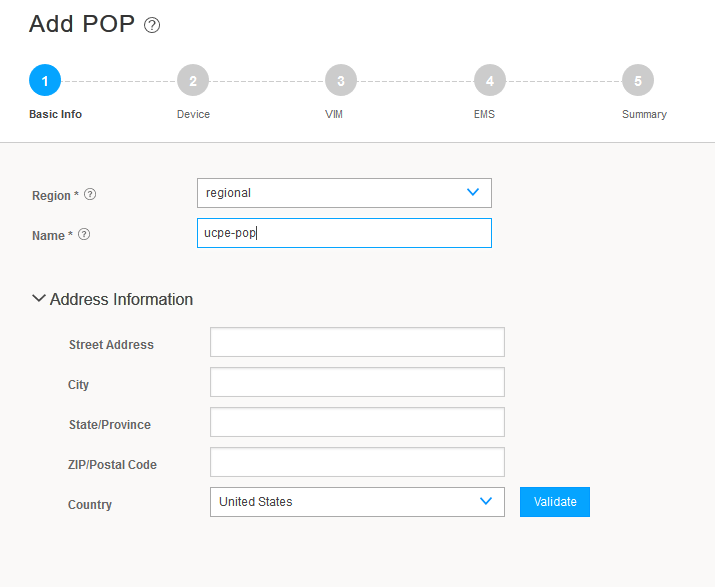 Add POP ?
1 2 3 4 5
Basic Info Device VIM EMS Summary
Region * ? regional
Name * ? ucpe-pop
Address Information
Street Address
City
State/Province
ZIP/Postal Code
Country United States Validate